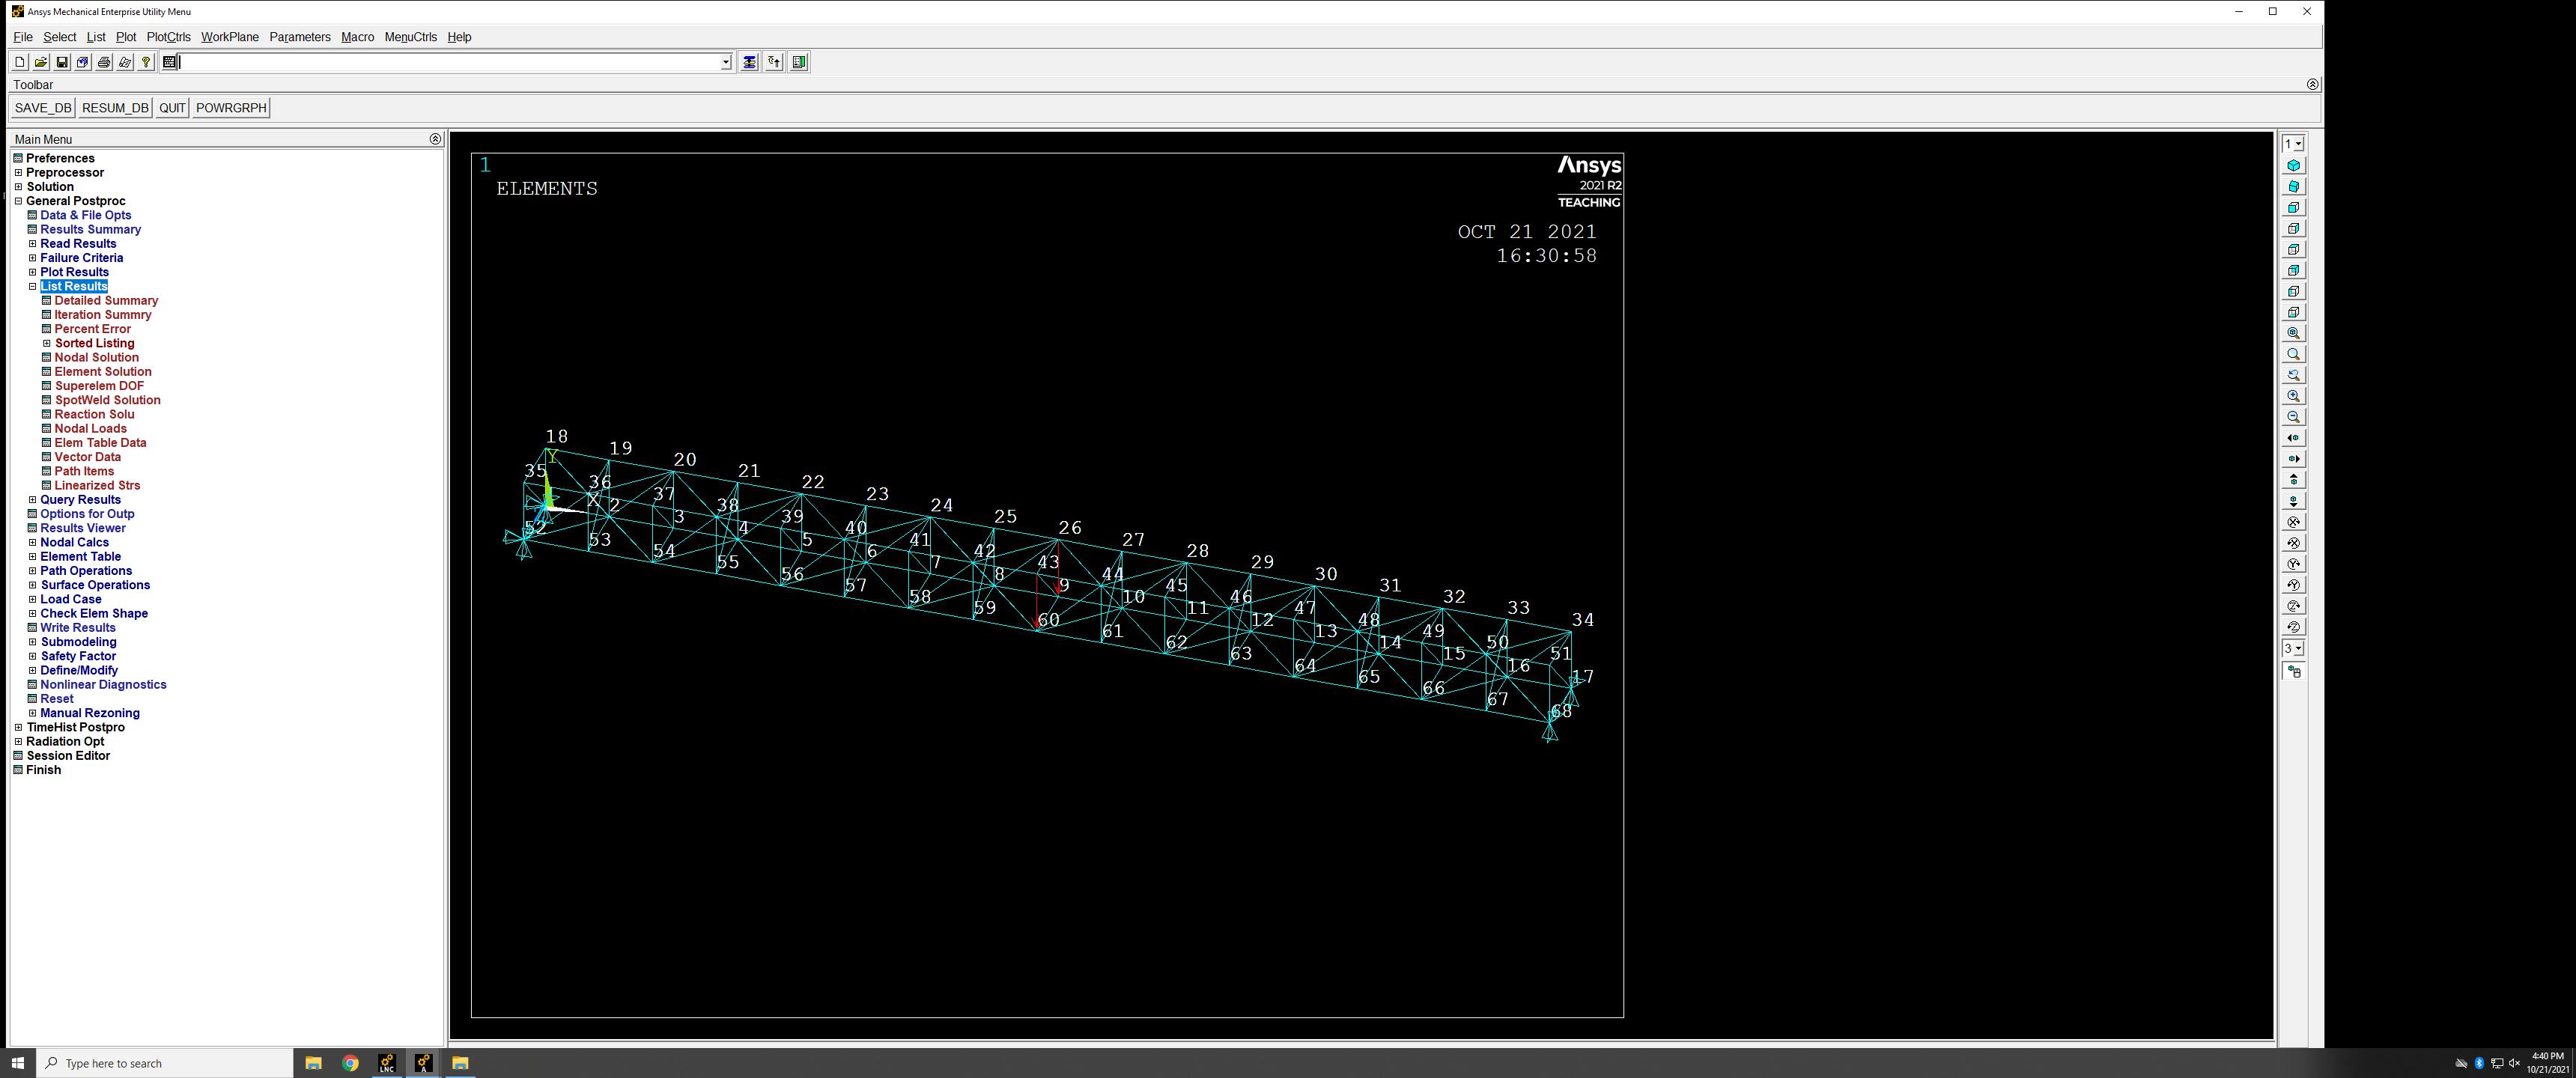 Ansys Mechanical Enterprise Utility Menu
File Select List Plot PlotCtrls WorkPlane Parameters Macro MenuCtrls Help
Toolbar
SAVE_DB RESUM_DB QUIT POWRGRPH
Main Menu
Preferences
Preprocessor
Solution
General Postproc
Data & File Opts
Results Summary
Read Results
Failure Criteria
Plot Results
List Results
Detailed Summary
Iteration Summry
Percent Error
Sorted Listing
Nodal Solution
Element Solution
Superelem DOF
SpotWeld Solution
Reaction Solu
Nodal Loads
Elem Table Data
Vector Data
Path Items
Linearized Strs
Query Results
Options for Outp
Results Viewer
Nodal Calcs
Element Table
Path Operations
Surface Operations
Load Case
Check Elem Shape
Write Results
Submodeling
Safety Factor
Define/Modify
Nonlinear Diagnostics
Reset
Manual Rezoning
TimeHist Postpro
Radiation Opt
Session Editor
Finish
1
ELEMENTS
Ansys
2021 R2
TEACHING
OCT 21 2021
16:30:58
18 19 20 21 22 23 24 25 26 27 28 29 30 31 32 33 34
Y
35 36 37 38 39 40 41 42 43 44 45 46 47 48 49 50 51
X 2 3 4 5 6 7 8 9 10 11 12 13 14 15 16 17
52 53 54 55 56 57 58 59 60 61 62 63 64 65 66 67 68
1
3
Type here to search
LNC
A
4:40 PM
10/21/2021